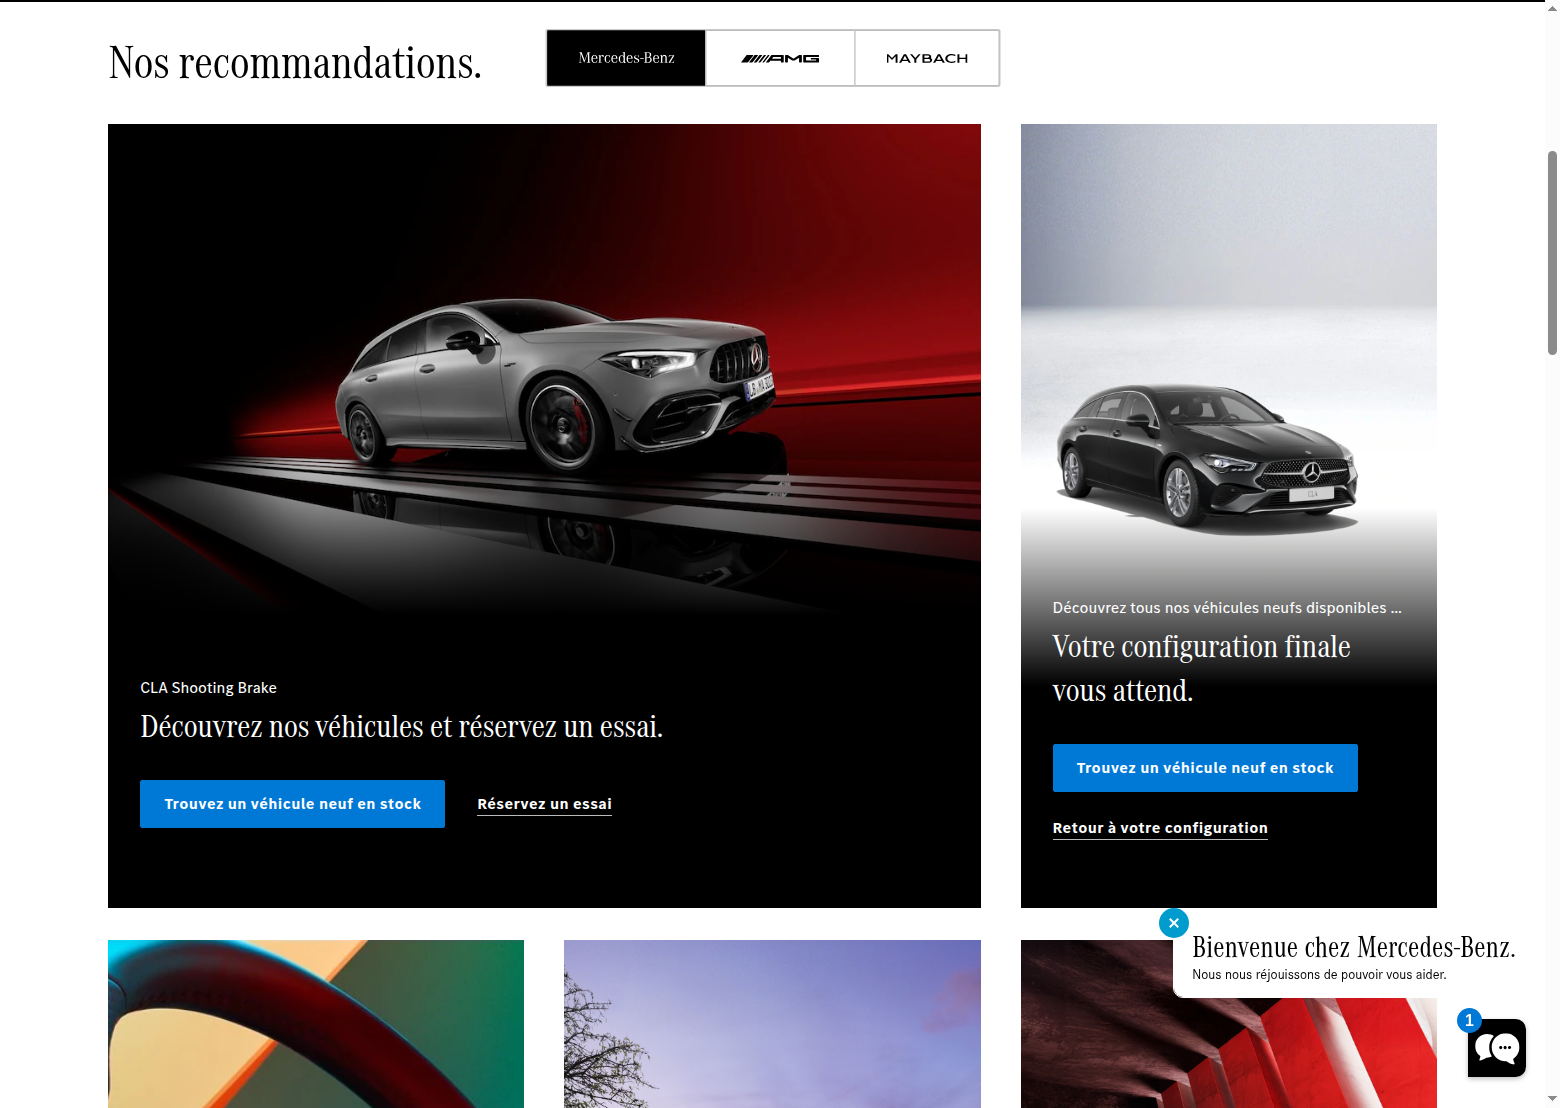 Nos recommandations.
Mercedes-Benz
AMG
MAYBACH
CLA Shooting Brake
Découvrez nos véhicules et réservez un essai.
Trouvez un véhicule neuf en stock
Réservez un essai
CLA
Découvrez tous nos véhicules neufs disponibles ...
Votre configuration finale
vous attend.
Trouvez un véhicule neuf en stock
Retour à votre configuration
Bienvenue chez Mercedes-Benz.
Nous nous réjouissons de pouvoir vous aider.
1